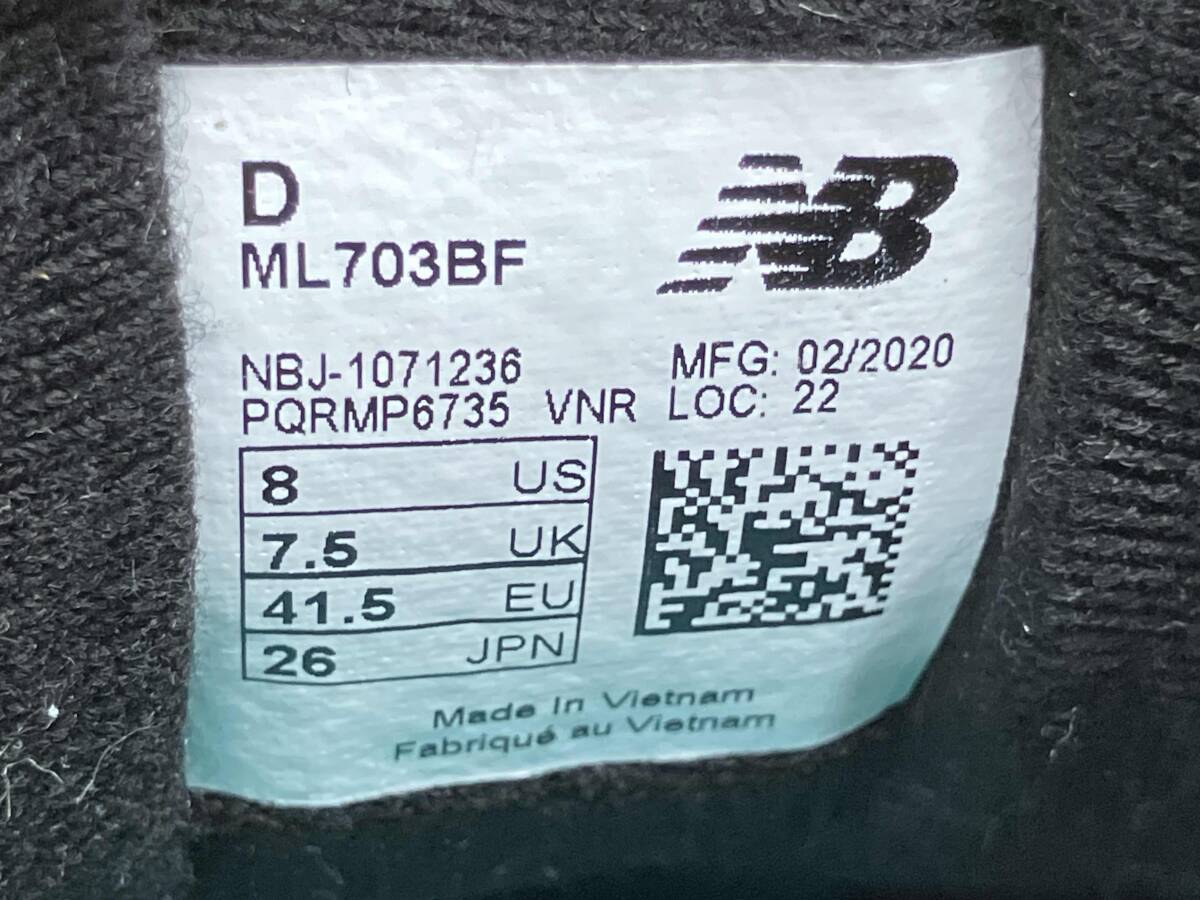 D
NB
ML703BF
NBJ-1071236 MFG: 02/2020
PQRMP6735 VNR LOC: 22
8 US
7.5 UK
41.5 EU
26 JPN
Made In Vietnam
Fabriqué au Vietnam